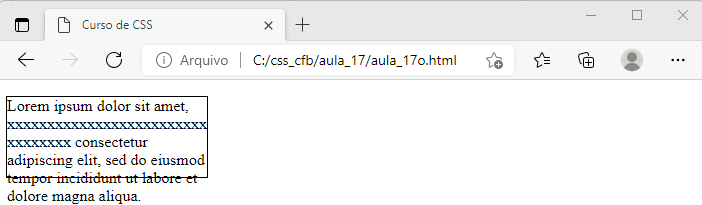 Curso de CSS
Arquivo
C:/css_cfb/aula_17/aula_17o.html
Lorem ipsum dolor sit amet,
xxxxxxxxxxxxxxxxxxxxxxxxx
xxxxxxxx consectetur
adipiscing elit, sed do eiusmod
tempor incididunt ut labore et
dolore magna aliqua.